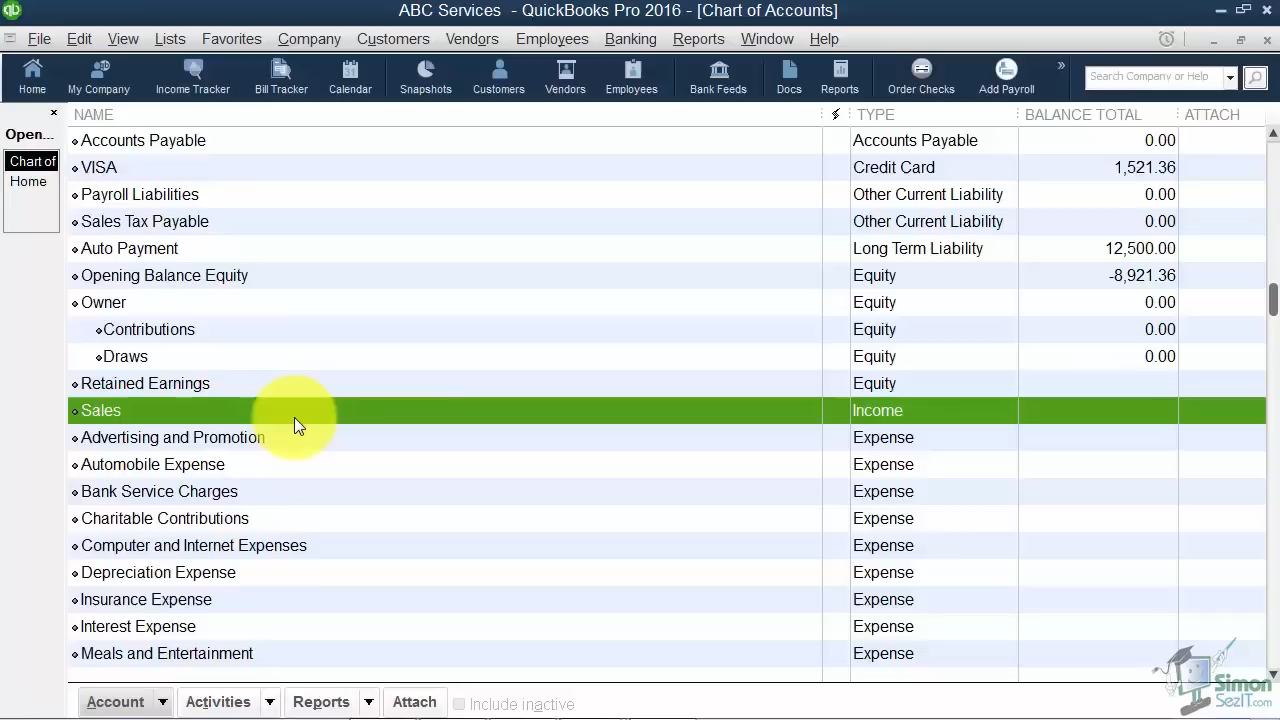 ABC Services - QuickBooks Pro 2016 - [Chart of Accounts]
File Edit View Lists Favorites Company Customers Vendors Employees Banking Reports Window Help
31
Home My Company Income Tracker Bill Tracker Calendar Snapshots Customers Vendors Employees Bank Feeds Docs Reports Order Checks Add Payroll » Search Company or Help
NAME TYPE BALANCE TOTAL ATTACH
Open...
Chart of
Home
Accounts Payable Accounts Payable 0.00
VISA Credit Card 1,521.36
Payroll Liabilities Other Current Liability 0.00
Sales Tax Payable Other Current Liability 0.00
Auto Payment Long Term Liability 12,500.00
Opening Balance Equity Equity -8,921.36
Owner Equity 0.00
Contributions Equity 0.00
Draws Equity 0.00
Retained Earnings Equity
Sales Income
Advertising and Promotion Expense
Automobile Expense Expense
Bank Service Charges Expense
Charitable Contributions Expense
Computer and Internet Expenses Expense
Depreciation Expense Expense
Insurance Expense Expense
Interest Expense Expense
Meals and Entertainment Expense
Account Activities Reports Attach Include inactive
Simon
SezIT.com